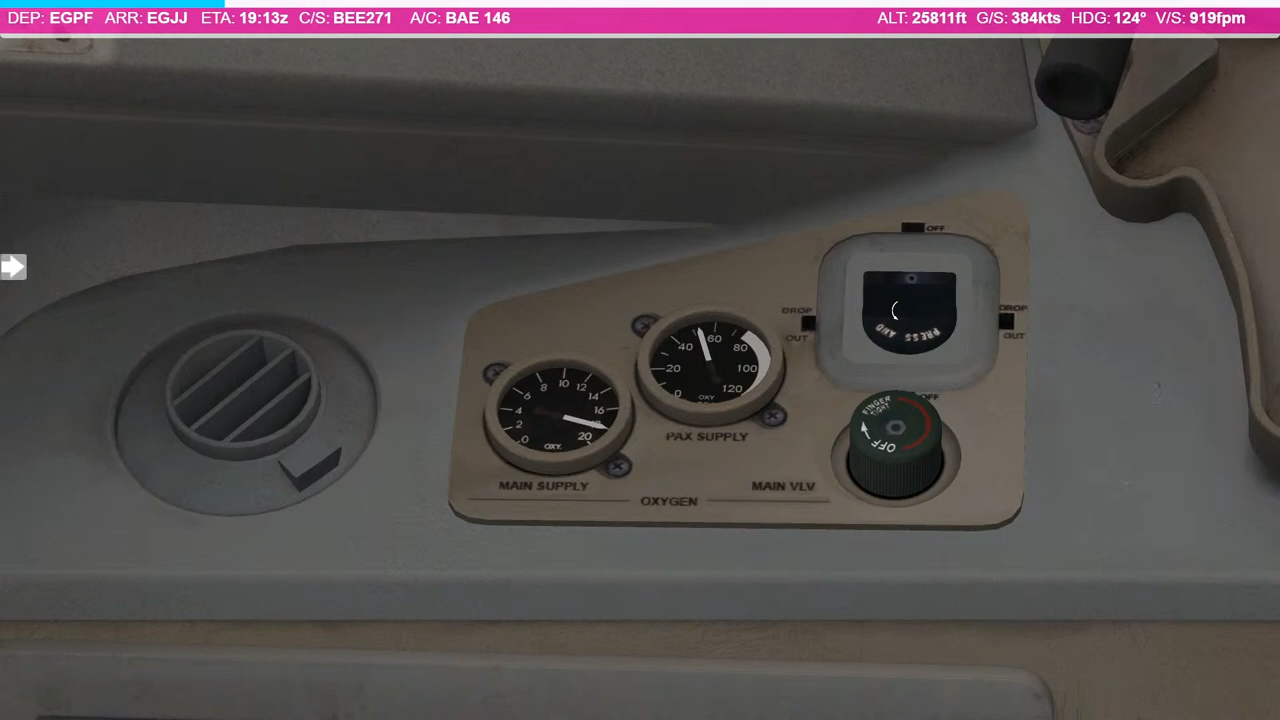 DEP: EGPF ARR: EGJJ ETA: 19:13z C/S: BEE271 A/C: BAE 146
ALT: 25811ft G/S: 384kts HDG: 124° V/S: 919fpm
OFF
DROP
OUT
PRESS AND
DROP
OUT
OFF
FINGER
TIGHT
OFF
0 20 40 60 80 100 120
OXY
PAX SUPPLY
0 2 4 6 8 10 12 14 16 20
OXY.
MAIN SUPPLY
MAIN VLV
OXYGEN